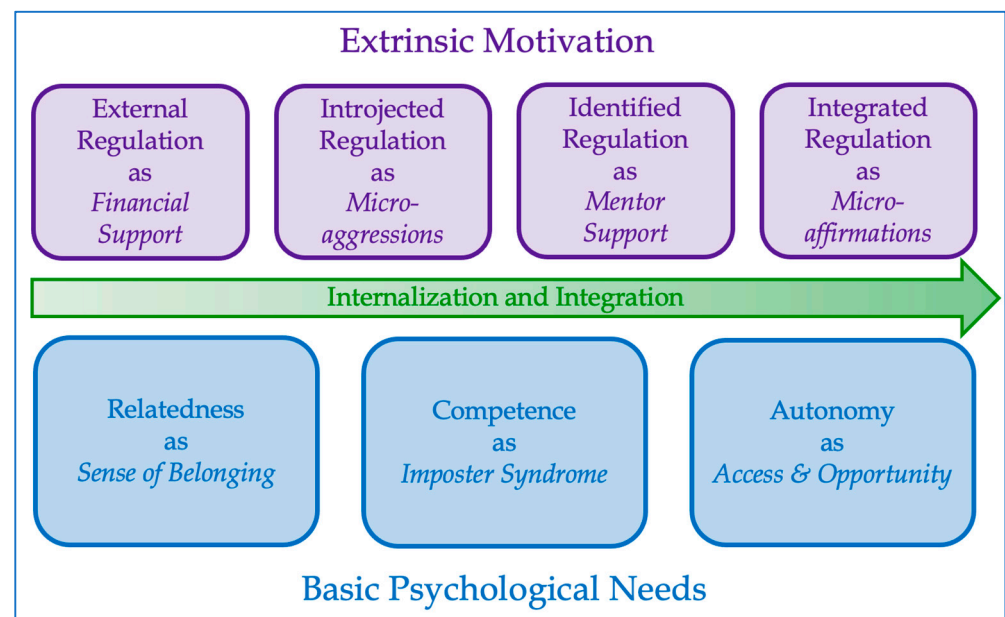 Extrinsic Motivation
External
Regulation
as
Financial
Support
Introjected
Regulation
as
Micro-
aggressions
Identified
Regulation
as
Mentor
Support
Integrated
Regulation
as
Micro-
affirmations
Internalization and Integration
Relatedness
as
Sense of Belonging
Competence
as
Imposter Syndrome
Autonomy
as
Access & Opportunity
Basic Psychological Needs